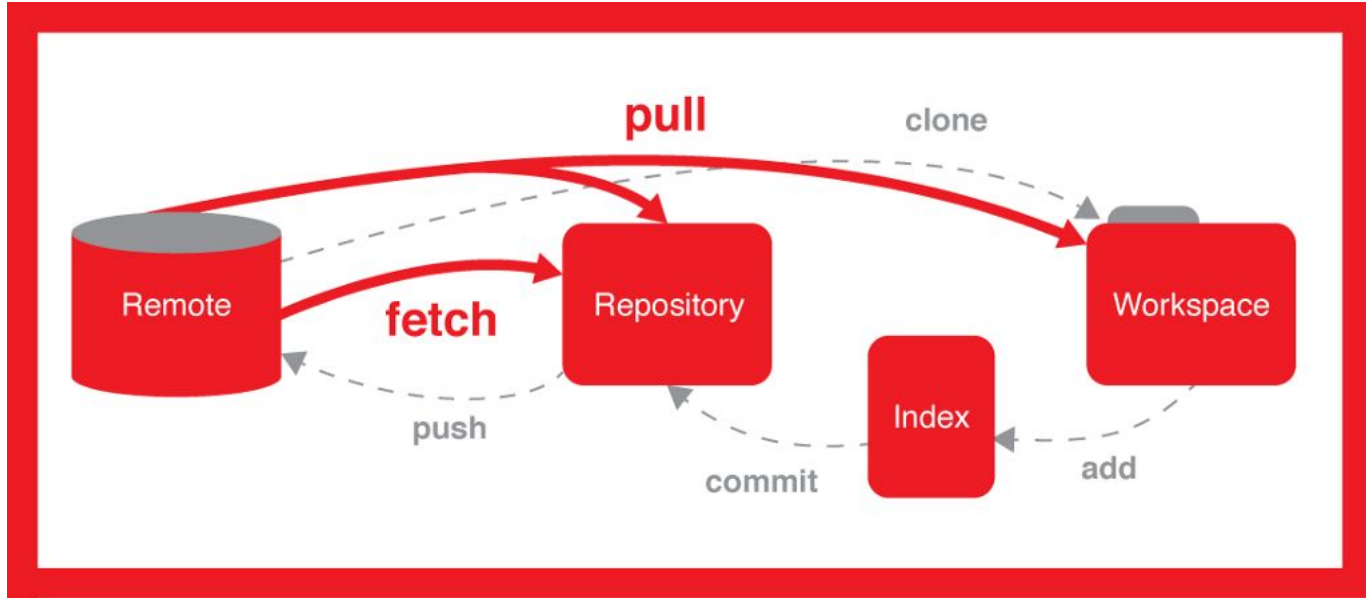 pull
clone
Remote
fetch
Repository
Workspace
push
Index
commit
add